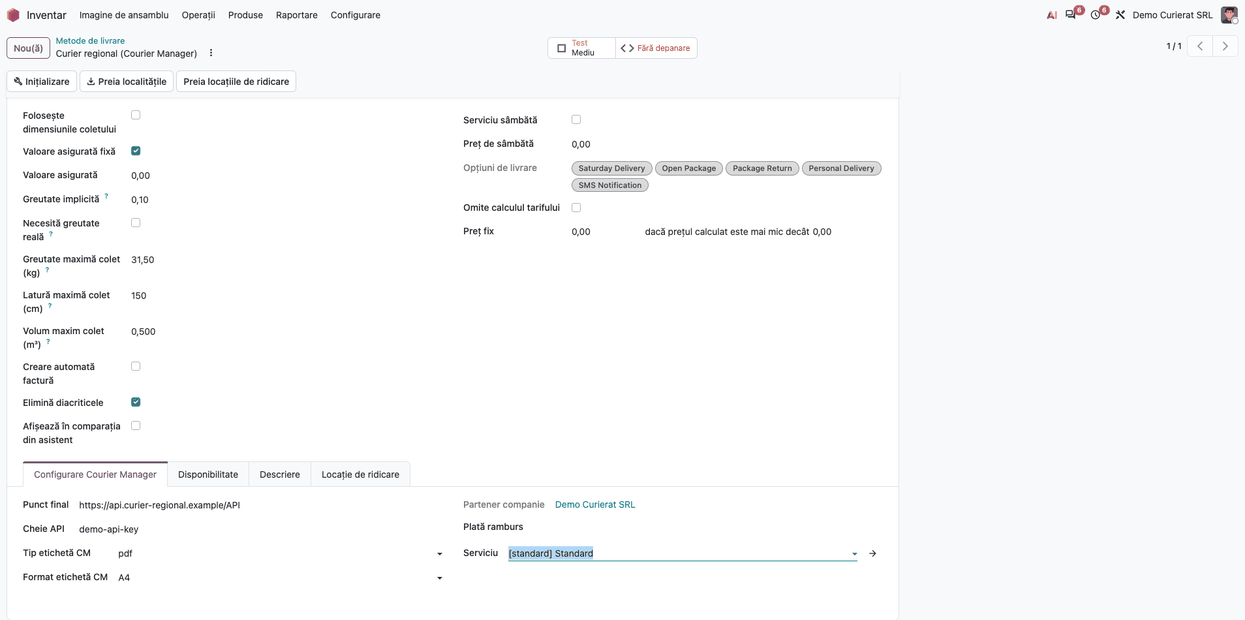 Inventar Imagine de ansamblu Operații Produse Raportare Configurare AI 6 6 Demo Curierat SRL
Nou(ă)
Metode de livrare
Curier regional (Courier Manager)
Test
Mediu
Fără depanare
1 / 1
Inițializare Preia localitățile Preia locațiile de ridicare
Folosește
dimensiunile coletului
Valoare asigurată fixă
Valoare asigurată 0,00
Greutate implicită ? 0,10
Necesită greutate
reală ?
Greutate maximă colet
(kg) ? 31,50
Latură maximă colet
(cm) ? 150
Volum maxim colet
(m³) ? 0,500
Creare automată
factură
Elimină diacriticele
Afișează în comparația
din asistent
Serviciu sâmbătă
Preț de sâmbătă 0,00
Opțiuni de livrare Saturday Delivery Open Package Package Return Personal Delivery
SMS Notification
Omite calculul tarifului
Preț fix 0,00 dacă prețul calculat este mai mic decât 0,00
Configurare Courier Manager Disponibilitate Descriere Locație de ridicare
Punct final https://api.curier-regional.example/API
Cheie API demo-api-key
Tip etichetă CM pdf
Format etichetă CM A4
Partener companie Demo Curierat SRL
Plată ramburs
Serviciu [standard] Standard